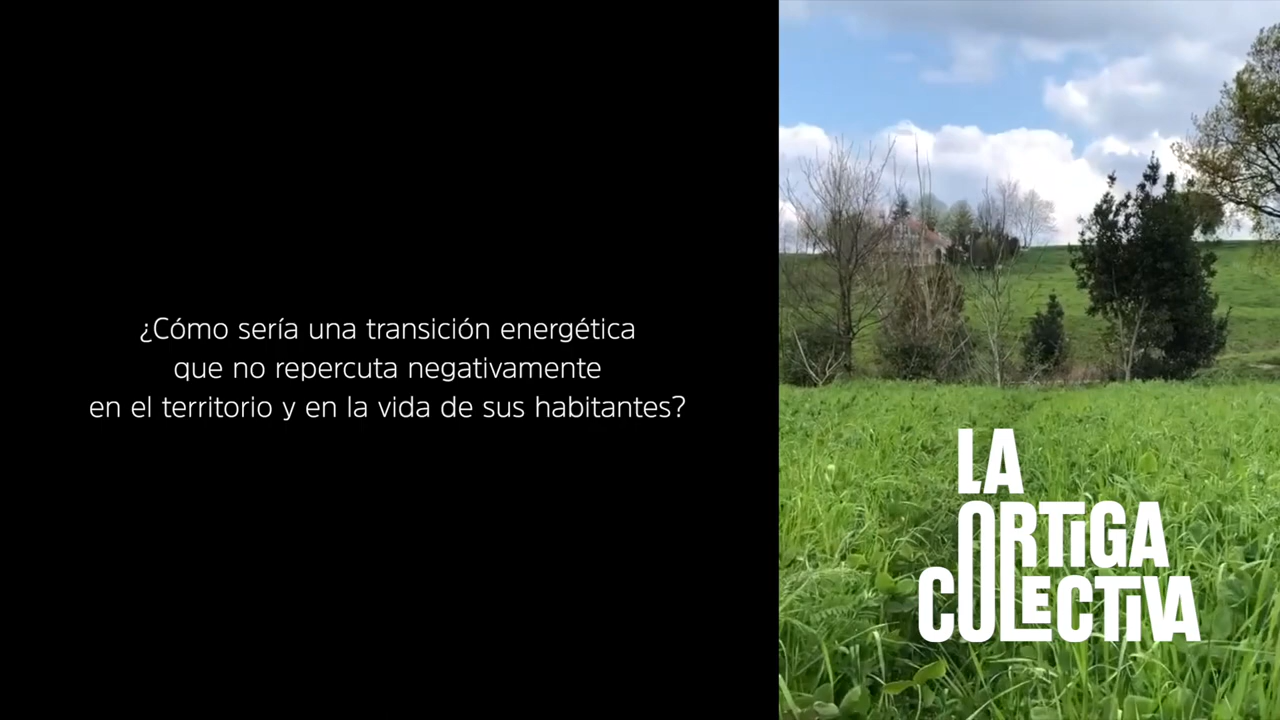 ¿Cómo sería una transición energética
que no repercuta negativamente
en el territorio y en la vida de sus habitantes?
LA
ORTIGA
COLECTIVA